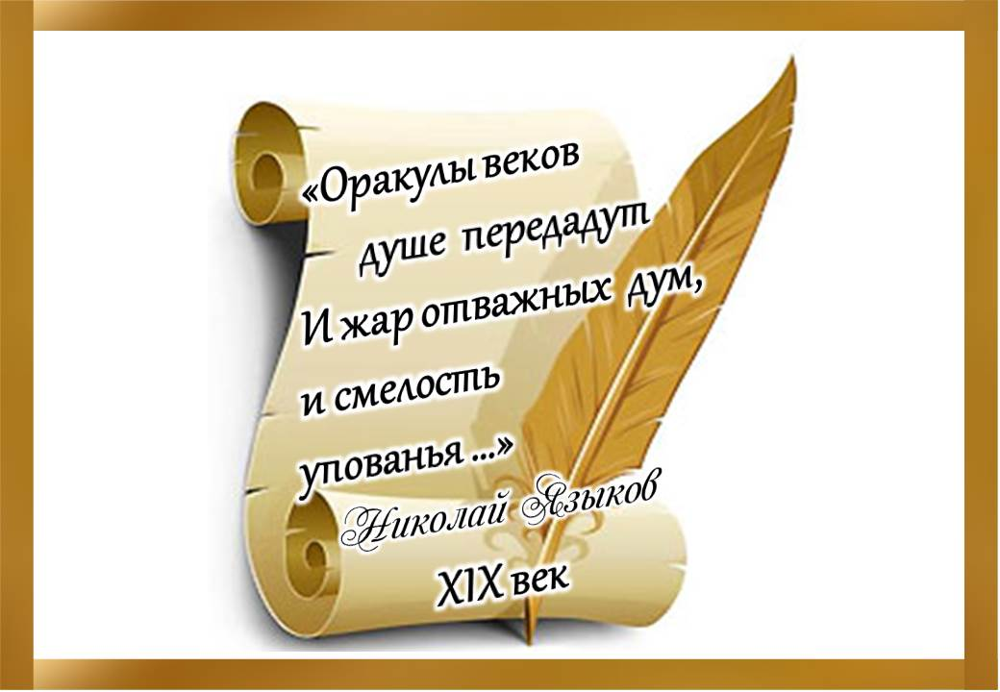 «Оракулы веков
душе передадут
И жар отважных дум,
и смелость
упованья ...»
Николай Языков
XIX век